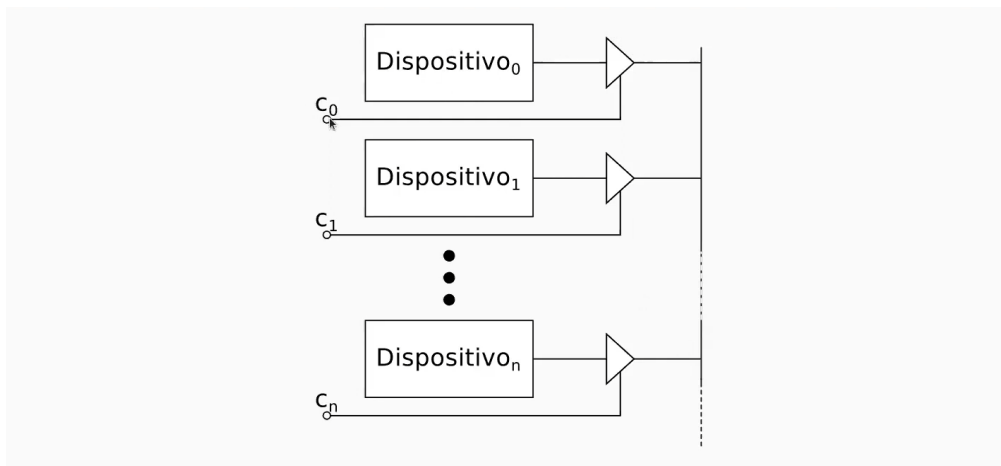 Dispositivo₀
c₀
Dispositivo₁
c₁
Dispositivoₙ
cₙ